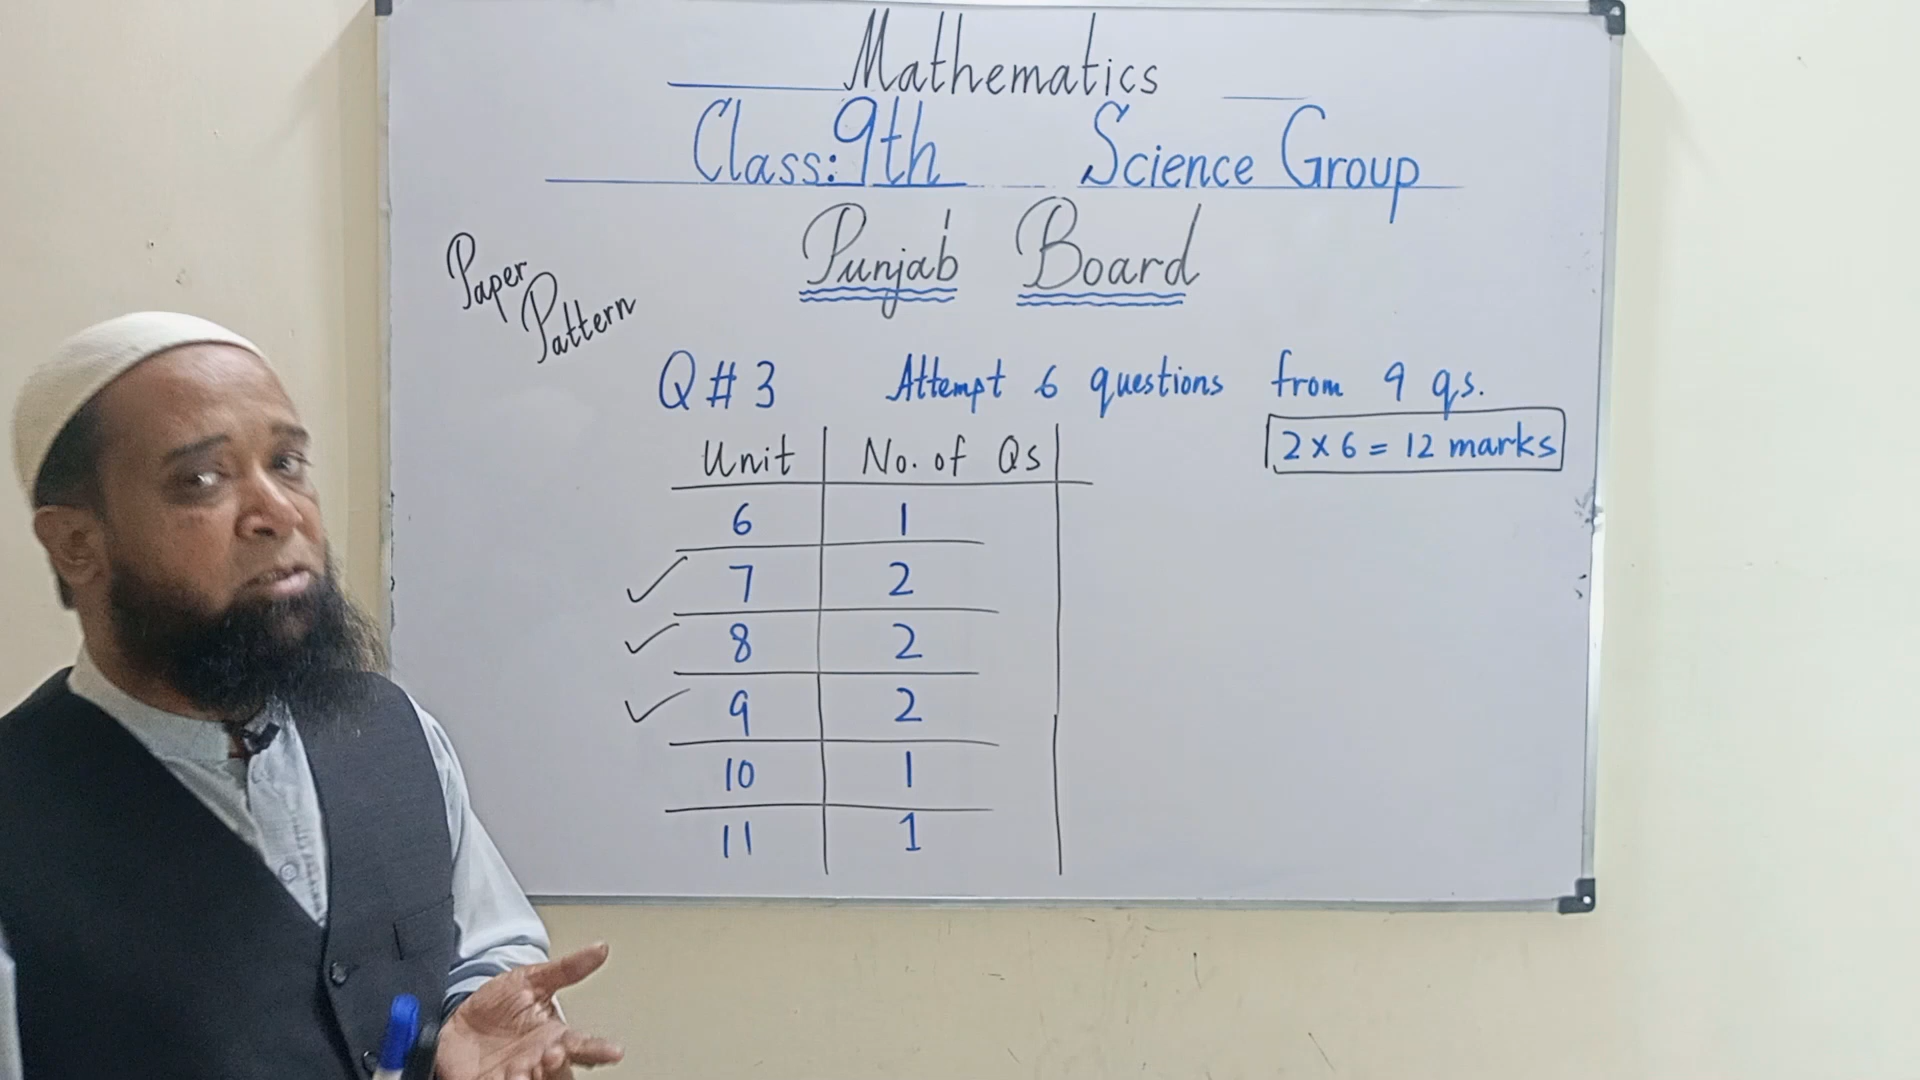 Mathematics
Class: 9th Science Group
Punjab Board
Paper
Pattern
Q # 3 Attempt 6 questions from 9 qs.
2 x 6 = 12 marks
Unit No. of Qs
6 1
7 2
8 2
9 2
10 1
11 1